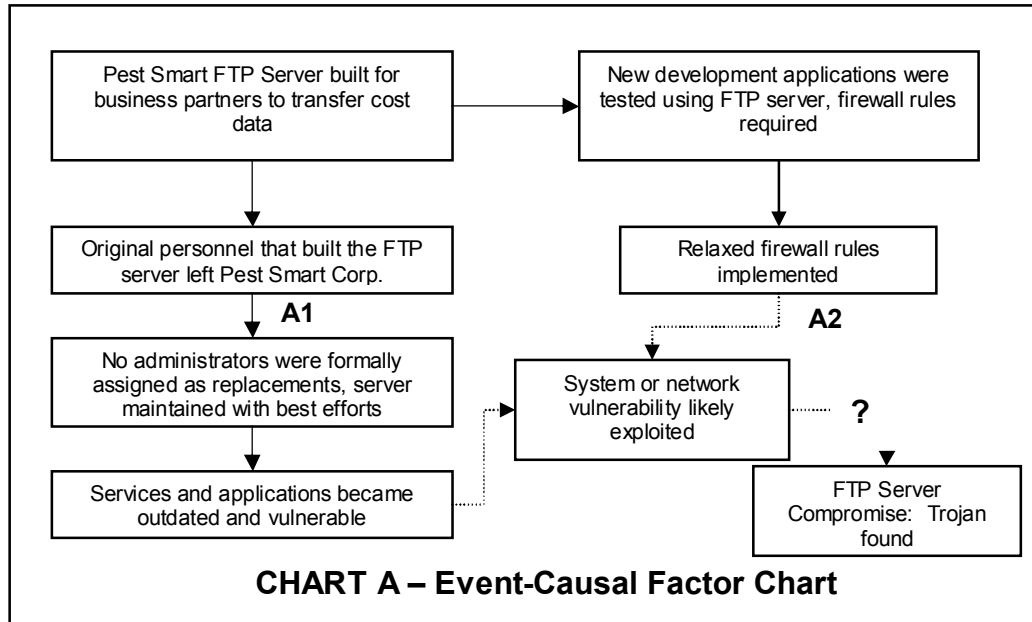 Pest Smart FTP Server built for
business partners to transfer cost
data
New development applications were
tested using FTP server, firewall rules
required
Original personnel that built the FTP
server left Pest Smart Corp.
Relaxed firewall rules
implemented
A1
A2
No administrators were formally
assigned as replacements, server
maintained with best efforts
System or network
vulnerability likely
exploited
?
Services and applications became
outdated and vulnerable
FTP Server
Compromise: Trojan
found
CHART A – Event-Causal Factor Chart